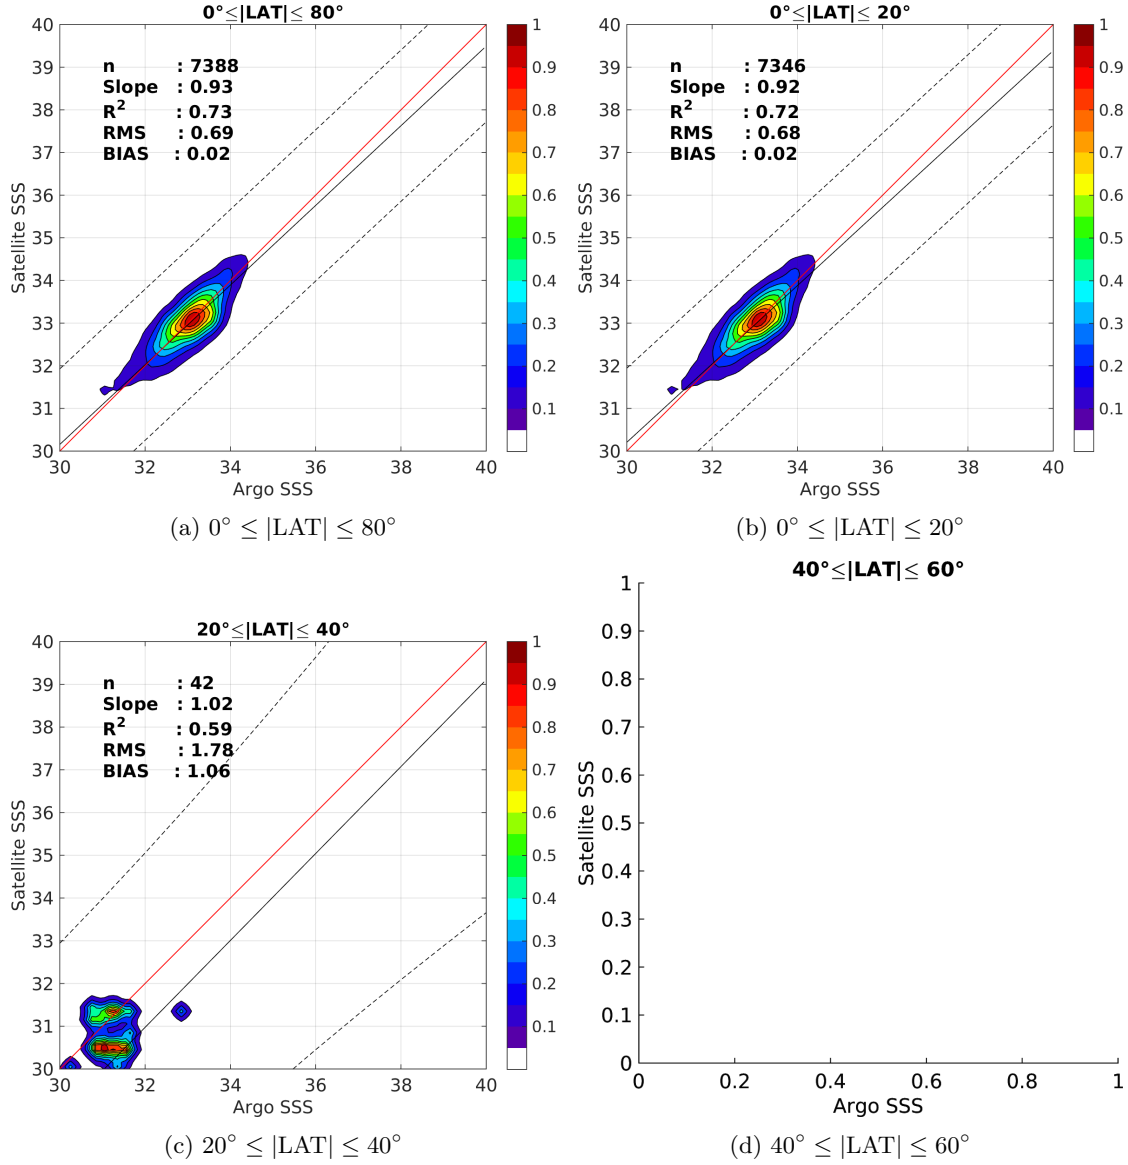 0°≤|LAT|≤ 80°
n : 7388
Slope : 0.93
R² : 0.73
RMS : 0.69
BIAS : 0.02
40
39
38
37
36
35
34
33
32
31
30
30 32 34 36 38 40
Satellite SSS
Argo SSS
1
0.9
0.8
0.7
0.6
0.5
0.4
0.3
0.2
0.1
(a) 0° ≤ |LAT| ≤ 80°
0°≤|LAT|≤ 20°
n : 7346
Slope : 0.92
R² : 0.72
RMS : 0.68
BIAS : 0.02
40
39
38
37
36
35
34
33
32
31
30
30 32 34 36 38 40
Satellite SSS
Argo SSS
1
0.9
0.8
0.7
0.6
0.5
0.4
0.3
0.2
0.1
(b) 0° ≤ |LAT| ≤ 20°
20°≤|LAT|≤ 40°
n : 42
Slope : 1.02
R² : 0.59
RMS : 1.78
BIAS : 1.06
40
39
38
37
36
35
34
33
32
31
30
30 32 34 36 38 40
Satellite SSS
Argo SSS
1
0.9
0.8
0.7
0.6
0.5
0.4
0.3
0.2
0.1
(c) 20° ≤ |LAT| ≤ 40°
40°≤|LAT|≤ 60°
1
0.9
0.8
0.7
0.6
0.5
0.4
0.3
0.2
0.1
0
0 0.2 0.4 0.6 0.8 1
Satellite SSS
Argo SSS
(d) 40° ≤ |LAT| ≤ 60°